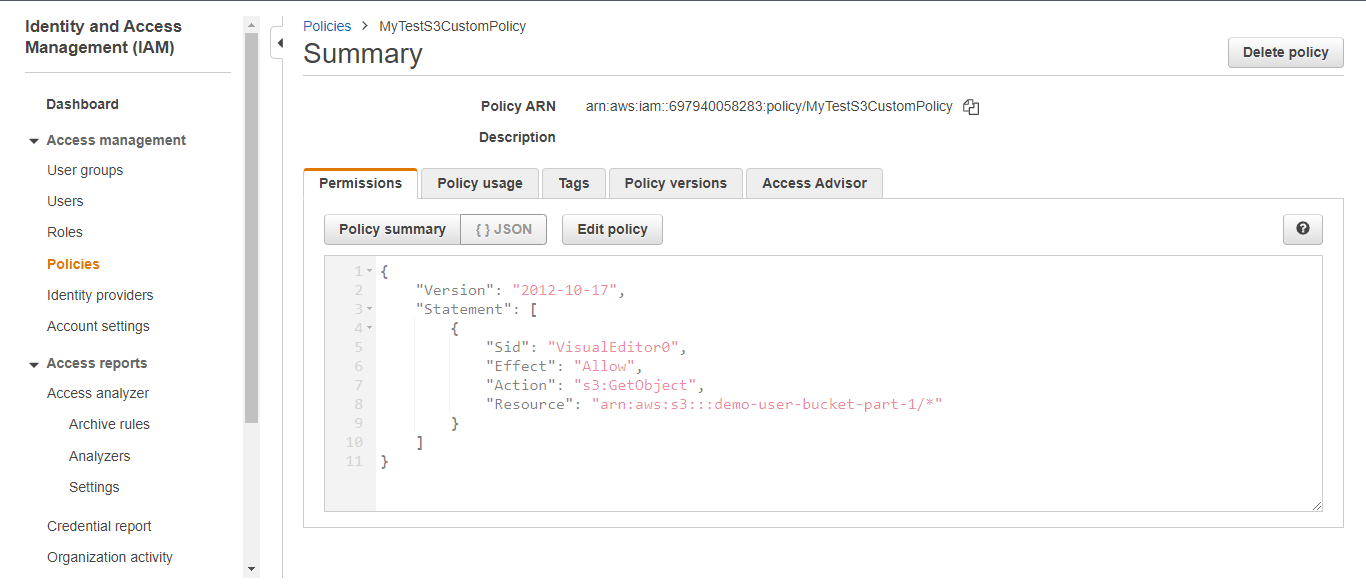 Identity and Access
Management (IAM)
Dashboard
Access management
User groups
Users
Roles
Policies
Identity providers
Account settings
Access reports
Access analyzer
Archive rules
Analyzers
Settings
Credential report
Organization activity
Policies > MyTestS3CustomPolicy
Summary
Delete policy
Policy ARN arn:aws:iam::697940058283:policy/MyTestS3CustomPolicy
Description
Permissions Policy usage Tags Policy versions Access Advisor
Policy summary { } JSON Edit policy ?
1 {
2 "Version": "2012-10-17",
3 "Statement": [
4 {
5 "Sid": "VisualEditor0",
6 "Effect": "Allow",
7 "Action": "s3:GetObject",
8 "Resource": "arn:aws:s3:::demo-user-bucket-part-1/*"
9 }
10 ]
11 }